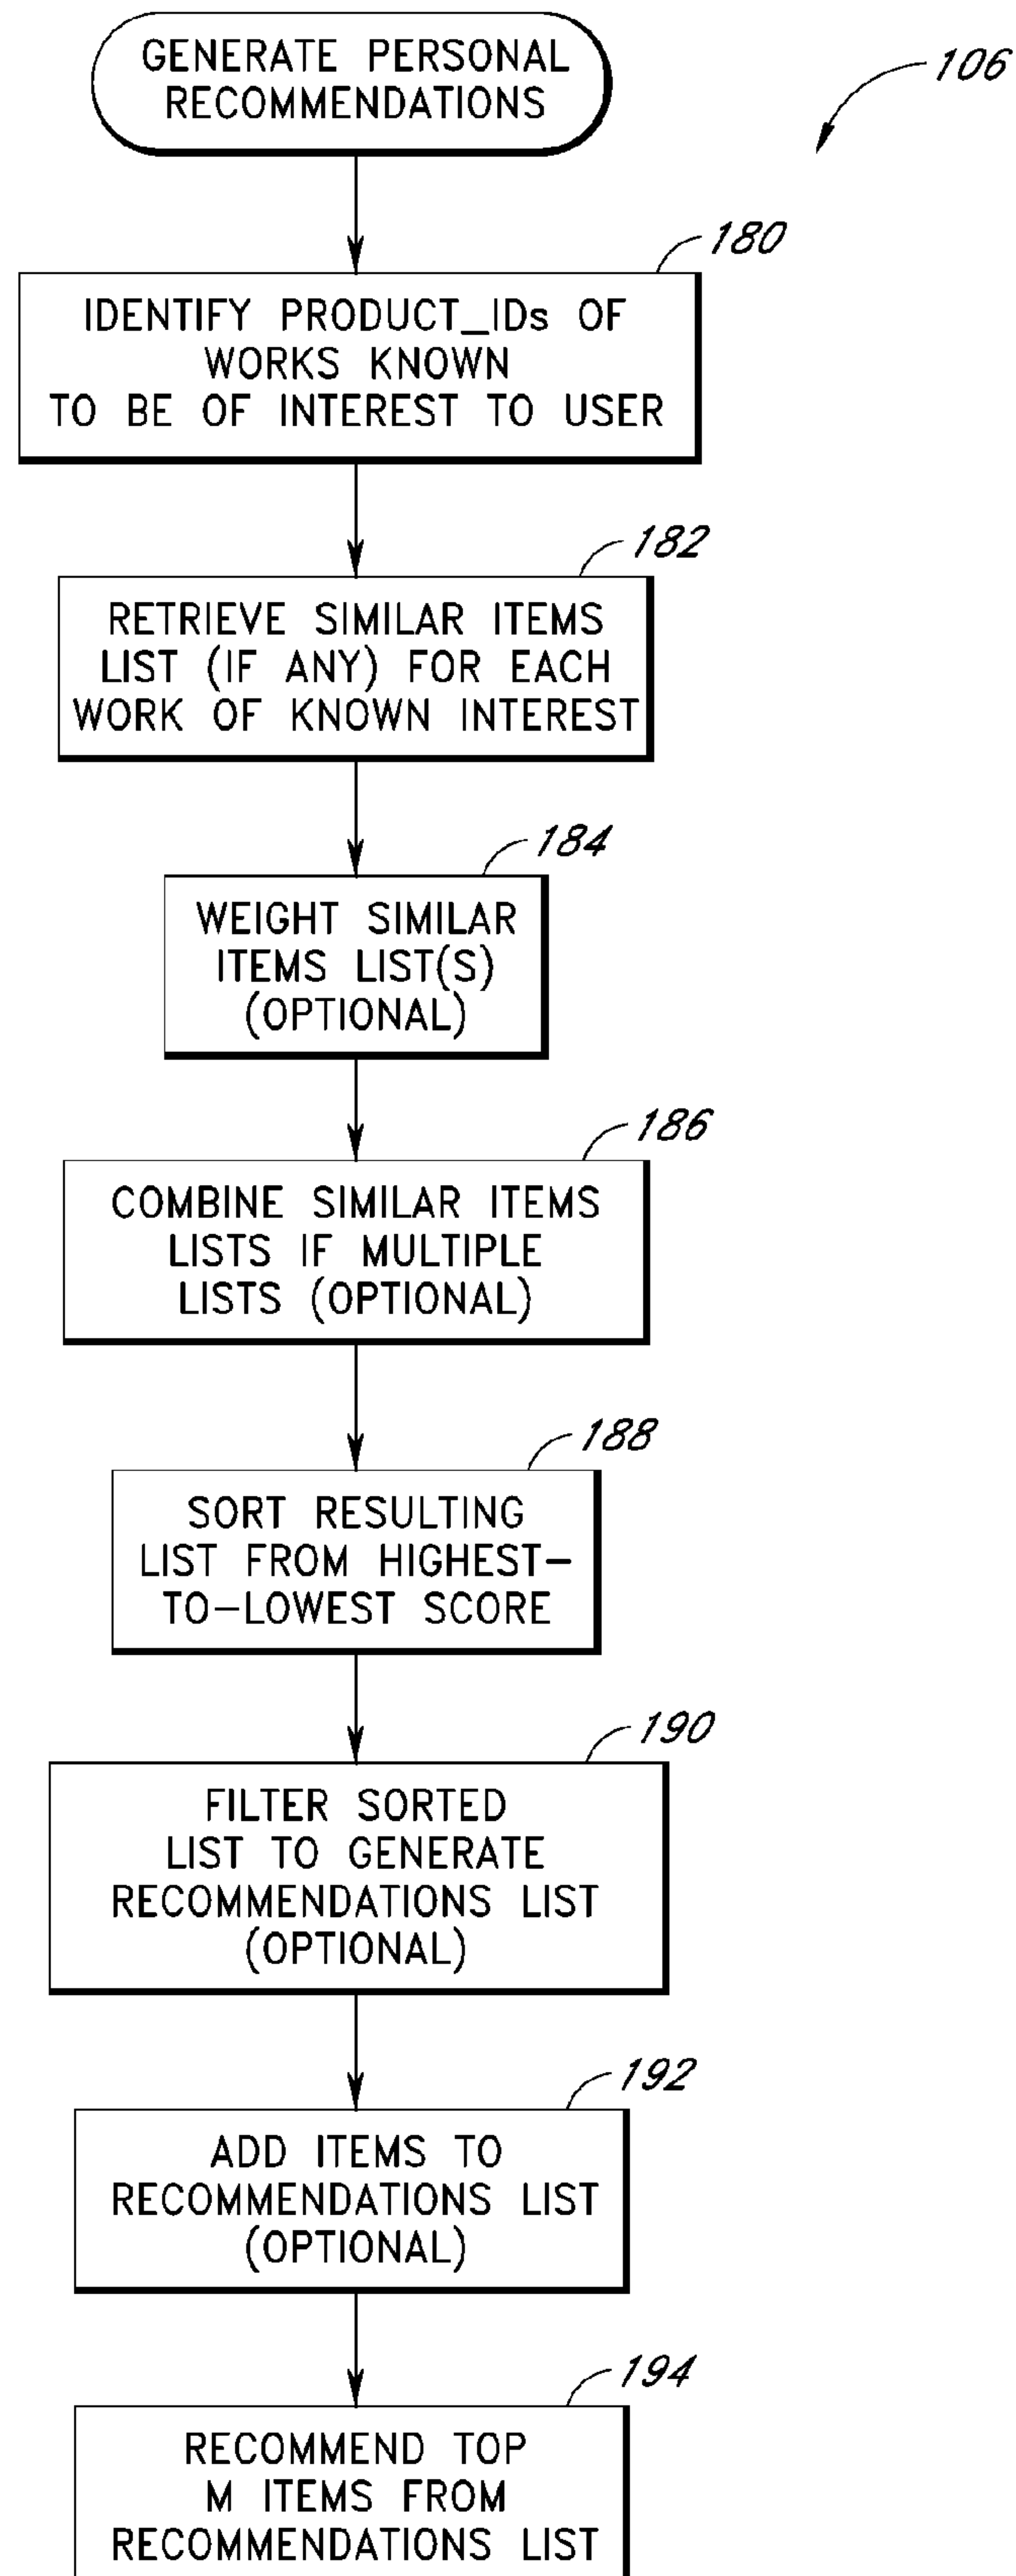 GENERATE PERSONAL
RECOMMENDATIONS
106
180
IDENTIFY PRODUCT_IDs OF
WORKS KNOWN
TO BE OF INTEREST TO USER
182
RETRIEVE SIMILAR ITEMS
LIST (IF ANY) FOR EACH
WORK OF KNOWN INTEREST
184
WEIGHT SIMILAR
ITEMS LIST(S)
(OPTIONAL)
186
COMBINE SIMILAR ITEMS
LISTS IF MULTIPLE
LISTS (OPTIONAL)
188
SORT RESULTING
LIST FROM HIGHEST-
TO-LOWEST SCORE
190
FILTER SORTED
LIST TO GENERATE
RECOMMENDATIONS LIST
(OPTIONAL)
192
ADD ITEMS TO
RECOMMENDATIONS LIST
(OPTIONAL)
194
RECOMMEND TOP
M ITEMS FROM
RECOMMENDATIONS LIST